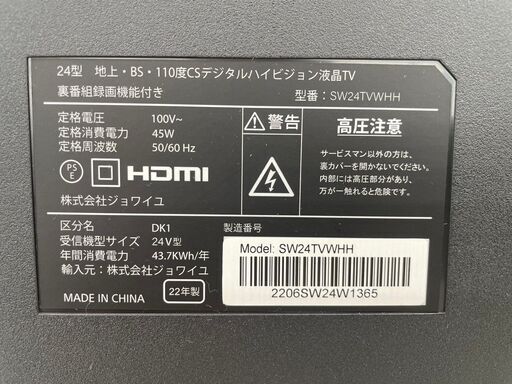 24型 地上・BS・110度CSデジタルハイビジョン液晶TV
裏番組録画機能付き
型番：SW24TVWHH
定格電圧 100V~
定格消費電力 45W
定格周波数 50/60 Hz
PS
E
HDMI
株式会社ジョワイユ
警告
高圧注意
サービスマン以外の方は、
裏カバーを開かないでください。
内部には高圧部分があり、
万が一触れると危険です。
区分名 DK1
受信機型サイズ 24V型
年間消費電力 43.7KWh/年
輸入元：株式会社ジョワイユ
MADE IN CHINA
22年製
製造番号
Model: SW24TVWHH
2206SW24W1365